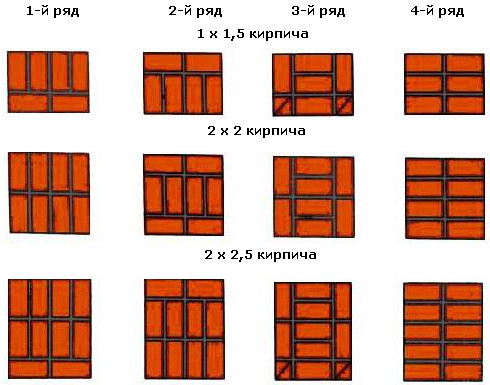 1-й ряд 2-й ряд 3-й ряд 4-й ряд
1 х 1,5 кирпича
2 х 2 кирпича
2 х 2,5 кирпича